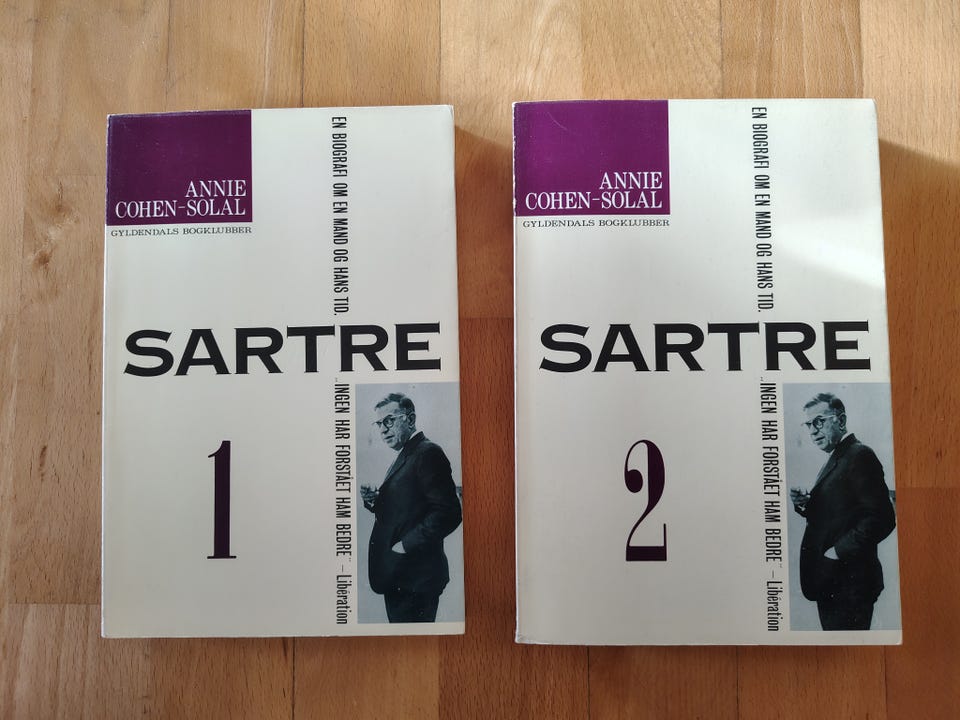 ANNIE
COHEN-SOLAL
GYLDENDALS BOGKLUBBER
EN BIOGRAFI OM EN MAND OG HANS TID.
SARTRE
1
„INGEN HAR FORSTÅET HAM BEDRE” – Libération
ANNIE
COHEN-SOLAL
GYLDENDALS BOGKLUBBER
EN BIOGRAFI OM EN MAND OG HANS TID.
SARTRE
2
„INGEN HAR FORSTÅET HAM BEDRE” – Libération